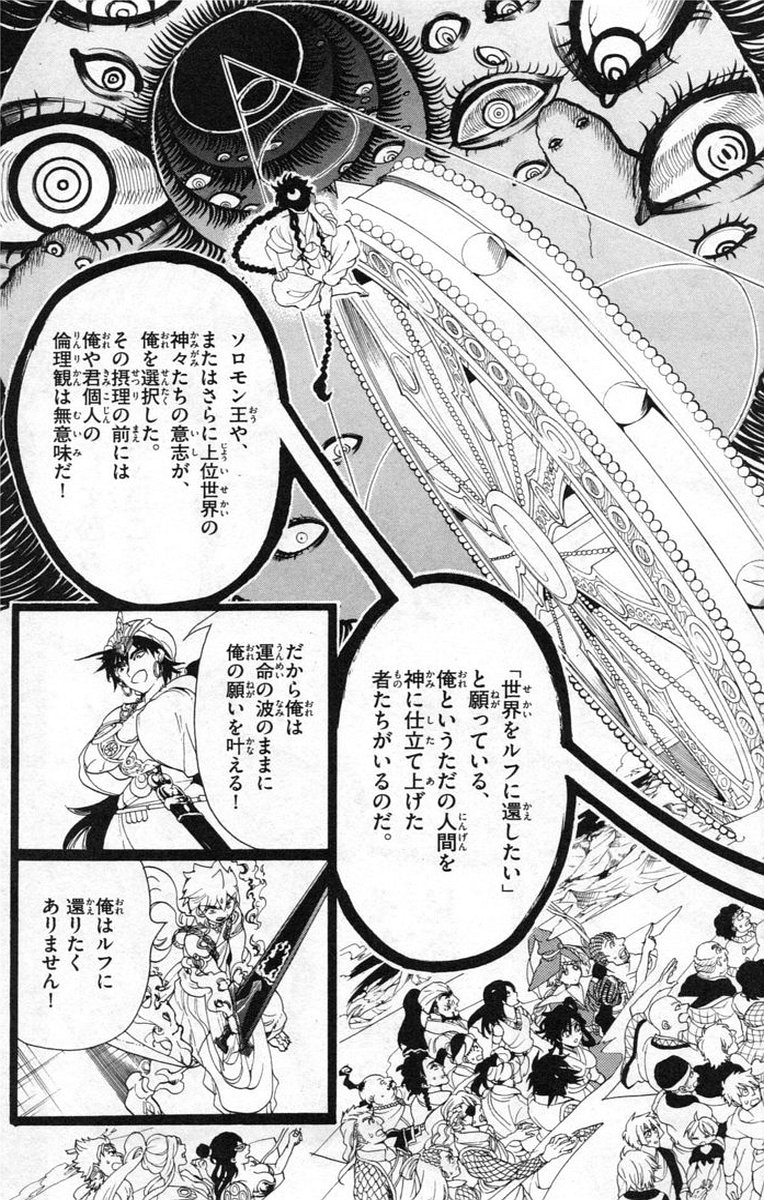 ソロモン王や、
またはさらに上位世界の
神々たちの意志が、
俺を選択した。
その摂理の前には
俺や君個人の
倫理観は無意味だ！
「世界をルフに還したい」
と願っている、
俺というただの人間を
神に仕立て上げた
者たちがいるのだ。
だから俺は
運命の波のままに
俺の願いを叶える！
俺はルフに
還りたく
ありません！